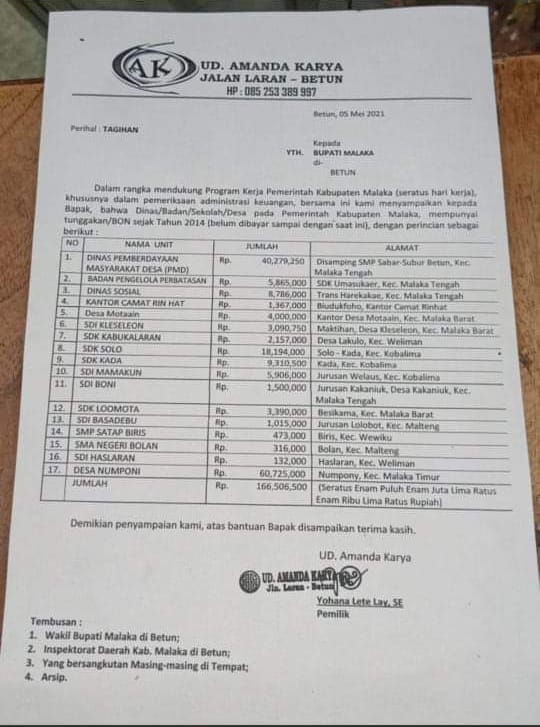 AK
UD. AMANDA KARYA
JALAN LARAN – BETUN
HP : 085 253 389 997
Betun, 05 Mei 2021
Perihal : TAGIHAN
Kepada
YTH. BUPATI MALAKA
di-
BETUN
Dalam rangka mendukung Program Kerja Pemerintah Kabupaten Malaka (seratus hari kerja),
khususnya dalam pemeriksaan administrasi keuangan, bersama ini kami menyampaikan kepada
Bapak, bahwa Dinas/Badan/Sekolah/Desa pada Pemerintah Kabupaten Malaka, mempunyai
tunggakan/BON sejak Tahun 2014 (belum dibayar sampai dengan saat ini), dengan perincian sebagai
berikut :
NO NAMA UNIT JUMLAH ALAMAT
1. DINAS PEMBERDAYAAN Rp. 40,279,250 Disamping SMP Sabar-Subur Betun, Kec.
MASYARAKAT DESA (PMD) Malaka Tengah
2. BADAN PENGELOLA PERBATASAN Rp. 5,865,000 SDK Umasukaer, Kec. Malaka Tengah
3. DINAS SOSIAL Rp. 8,786,000 Trans Harekakae, Kec. Malaka Tengah
4. KANTOR CAMAT RIN HAT Rp. 1,367,000 Biudukfoho, Kantor Camat Rinhat
5. Desa Motaain Rp. 4,000,000 Kantor Desa Motaain, Kec. Malaka Barat
6. SDI KLESELEON Rp. 3,090,750 Maktihan, Desa Kleseleon, Kec. Malaka Barat
7. SDK KABUKALARAN Rp. 2,157,000 Desa Lakulo, Kec. Weliman
8. SDK SOLO Rp. 18,194,000 Solo - Kada, Kec. Kobalima
9. SDK KADA Rp. 9,310,500 Kada, Kec. Kobalima
10. SDI MAMAKUN Rp. 5,906,000 Jurusan Welaus, Kec. Kobalima
11. SDI BONI Rp. 1,500,000 Jurusan Kakaniuk, Desa Kakaniuk, Kec.
Malaka Tengah
12. SDK LOOMOTA Rp. 3,390,000 Besikama, Kec. Malaka Barat
13. SDI BASADEBU Rp. 1,015,000 Jurusan Lolobot, Kec. Malteng
14. SMP SATAP BIRIS Rp. 473,000 Biris, Kec. Wewiku
15. SMA NEGERI BOLAN Rp. 316,000 Bolan, Kec. Malteng
16. SDI HASLARAN Rp. 132,000 Haslaran, Kec. Weliman
17. DESA NUMPONI Rp. 60,725,000 Numpony, Kec. Malaka Timur
JUMLAH Rp. 166,506,500 (Seratus Enam Puluh Enam Juta Lima Ratus
Enam Ribu Lima Ratus Rupiah)
Demikian penyampaian kami, atas bantuan Bapak disampaikan terima kasih.
UD. Amanda Karya
UD. AMANDA KARYA
Jln. Laran - Betun
Yohana Lete Lay, SE
Pemilik
Tembusan :
1. Wakil Bupati Malaka di Betun;
2. Inspektorat Daerah Kab. Malaka di Betun;
3. Yang bersangkutan Masing-masing di Tempat;
4. Arsip.